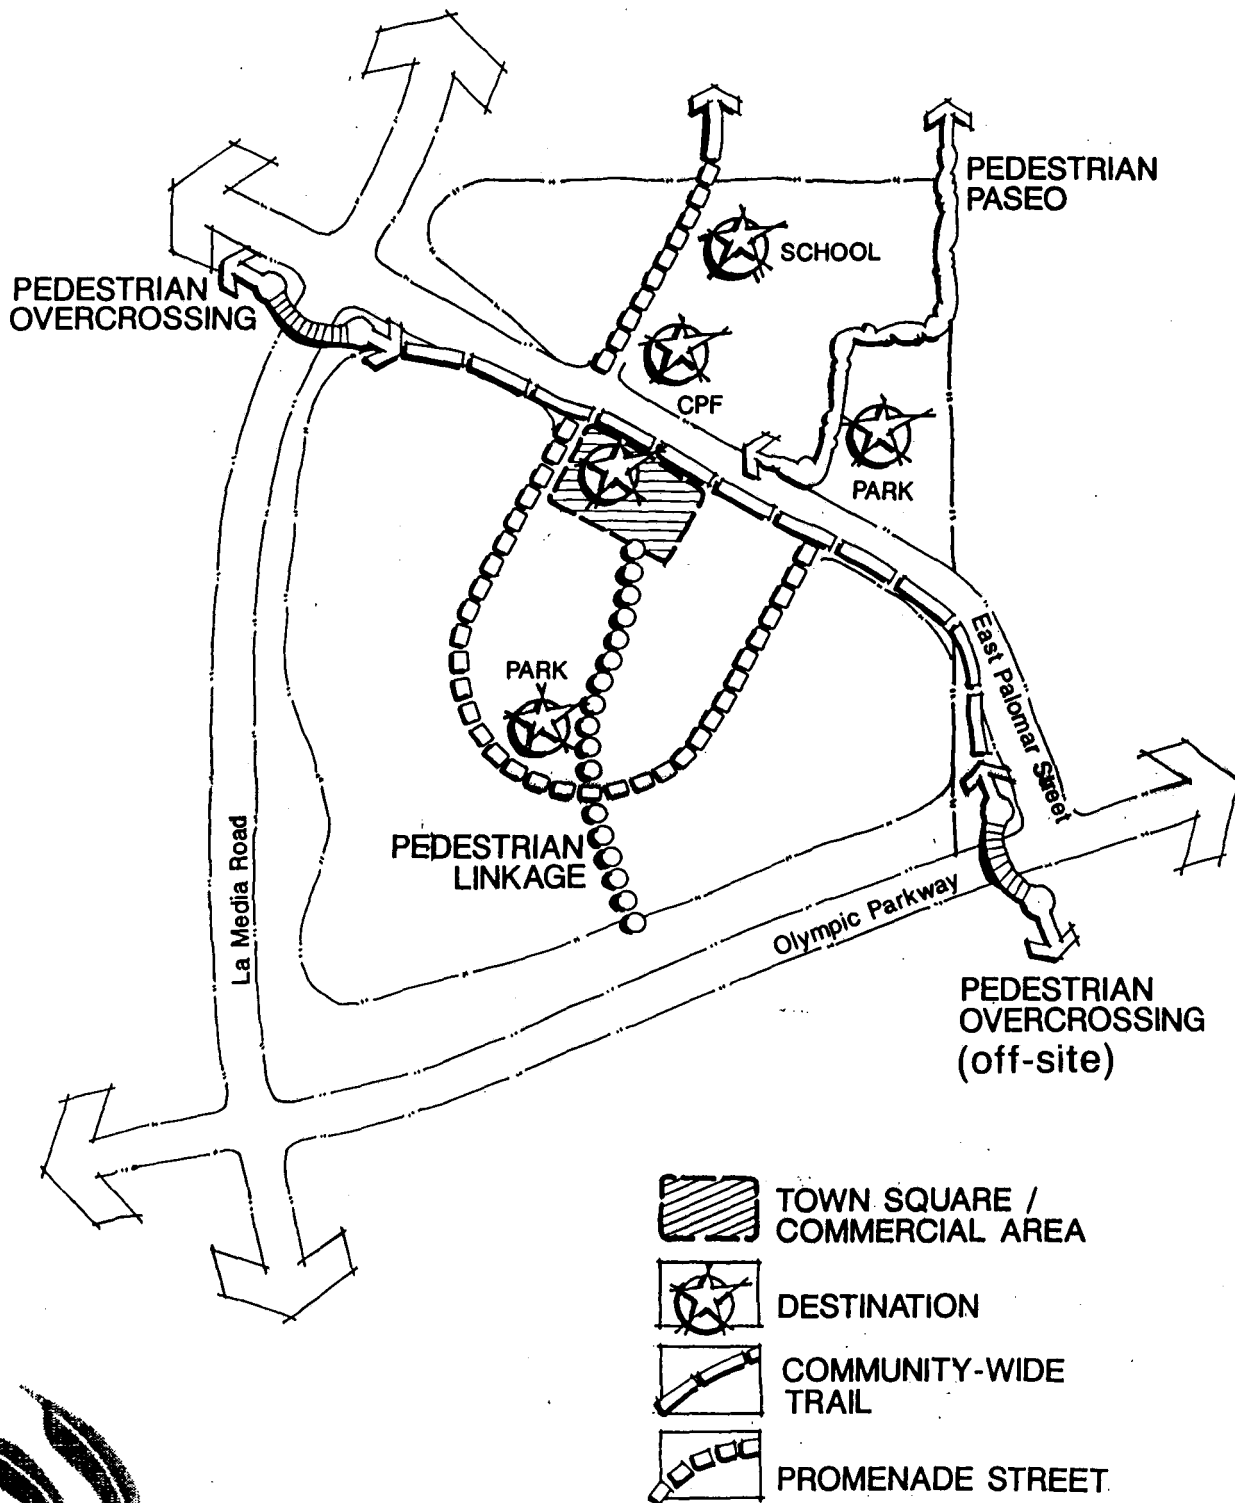 PEDESTRIAN
PASEO
SCHOOL
PEDESTRIAN
OVERCROSSING
CPF
PARK
East Palomar Street
PARK
PEDESTRIAN
LINKAGE
La Media Road
Olympic Parkway
PEDESTRIAN
OVERCROSSING
(off-site)
TOWN SQUARE /
COMMERCIAL AREA
DESTINATION
COMMUNITY-WIDE
TRAIL
PROMENADE STREET